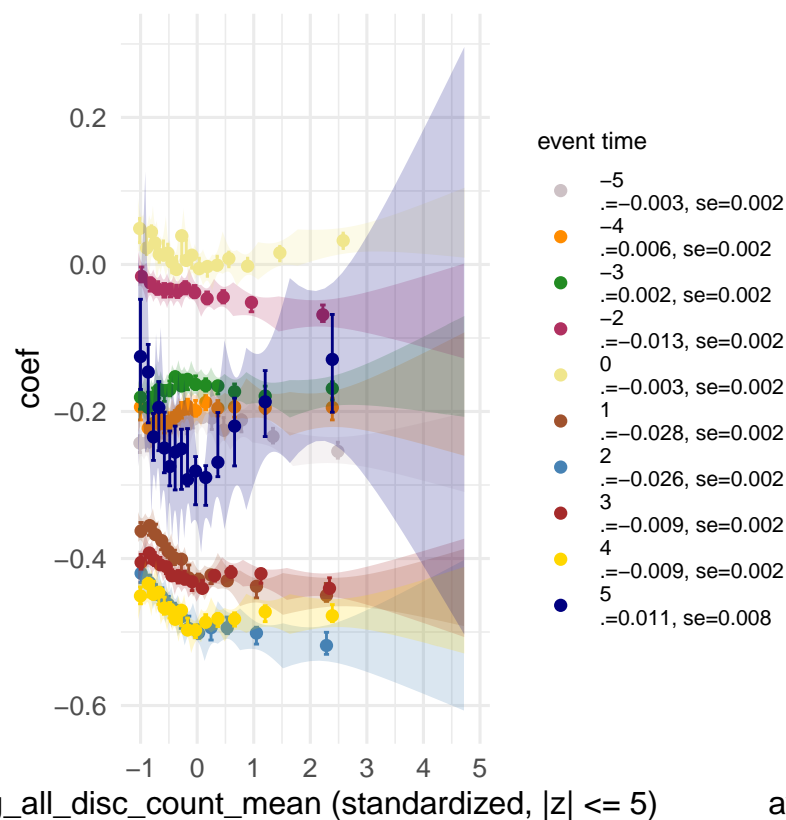 event time
−5
.=−0.003, se=0.002
−4
.=0.006, se=0.002
−3
.=0.002, se=0.002
−2
.=−0.013, se=0.002
0
.=−0.003, se=0.002
1
.=−0.028, se=0.002
2
.=−0.026, se=0.002
3
.=−0.009, se=0.002
4
.=−0.009, se=0.002
5
.=0.011, se=0.008
coef
0.2
0.0
−0.2
−0.4
−0.6
−1 0 1 2 3 4 5
g_all_disc_count_mean (standardized, |z| <= 5) a